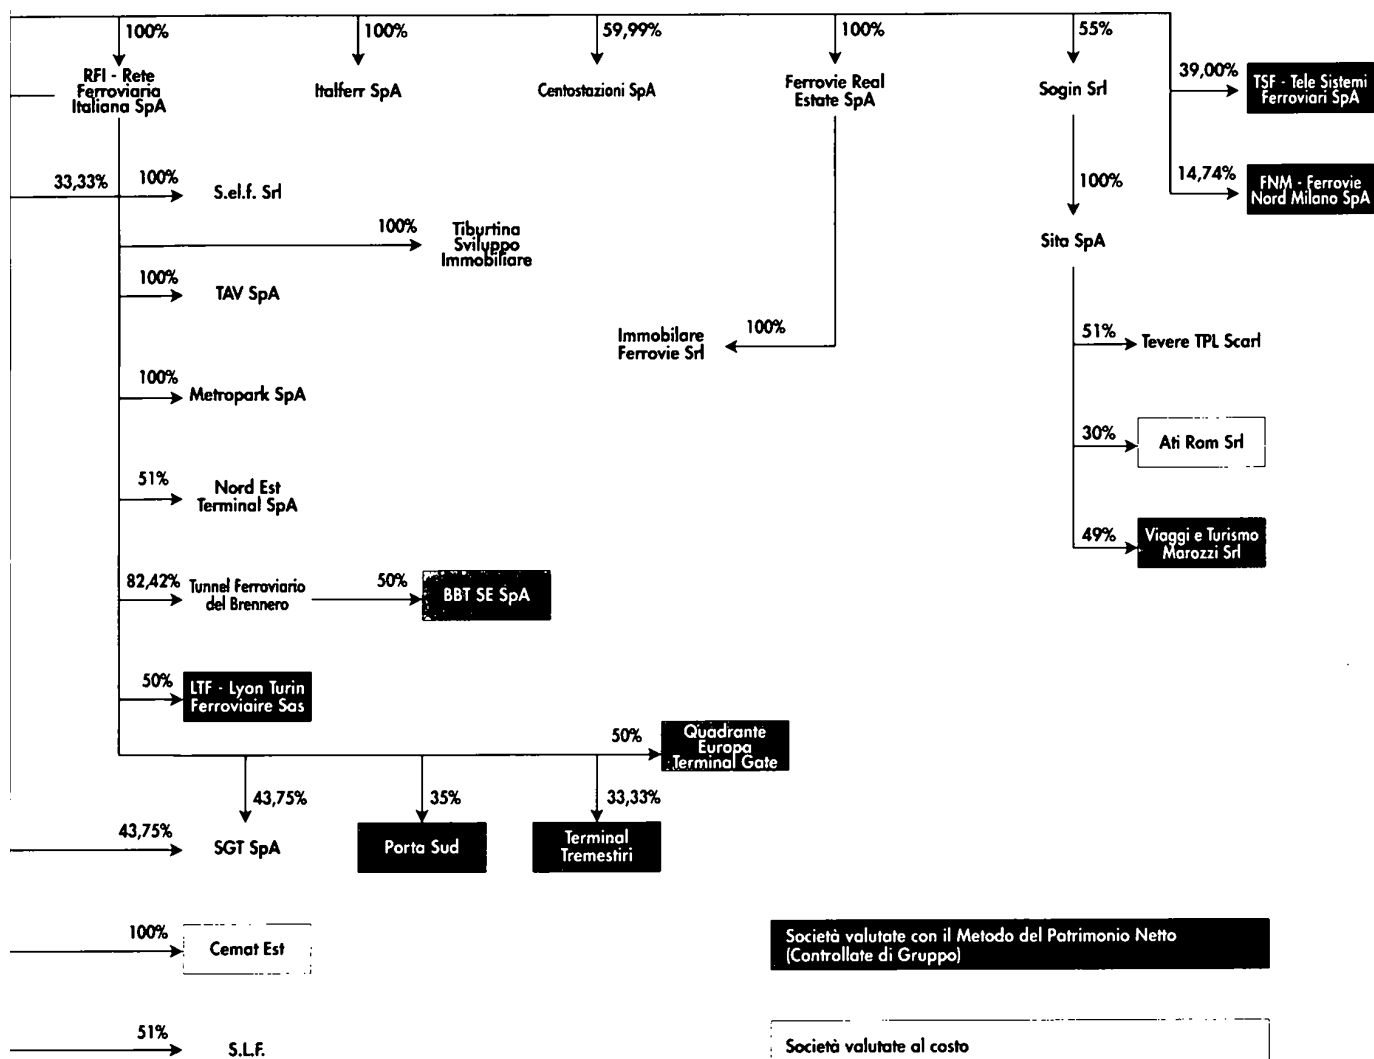 100%
100%
59,99%
100%
55%
RFI - Rete
Ferroviaria
Italiana SpA
Italferr SpA
Centostazioni SpA
Ferrovie Real
Estate SpA
Sogin Srl
39,00%
TSF - Tele Sistemi
Ferroviari SpA
33,33%
100%
S.el.f. Srl
100%
14,74%
FNM - Ferrovie
Nord Milano SpA
100%
Tiburtina
Sviluppo
Immobiliare
Sita SpA
100%
TAV SpA
Immobilare
Ferrovie Srl
100%
51%
Tevere TPL Scarl
100%
Metropark SpA
30%
Ati Rom Srl
51%
Nord Est
Terminal SpA
49%
Viaggi e Turismo
Marozzi Srl
82,42%
Tunnel Ferroviario
del Brennero
50%
BBT SE SpA
50%
LTF - Lyon Turin
Ferroviaire Sas
50%
Quadrante
Europa
Terminal Gate
43,75%
35%
33,33%
43,75%
SGT SpA
Porta Sud
Terminal
Tremestiri
100%
Cemat Est
Società valutate con il Metodo del Patrimonio Netto
(Controllate di Gruppo)
51%
S.L.F.
Società valutate al costo